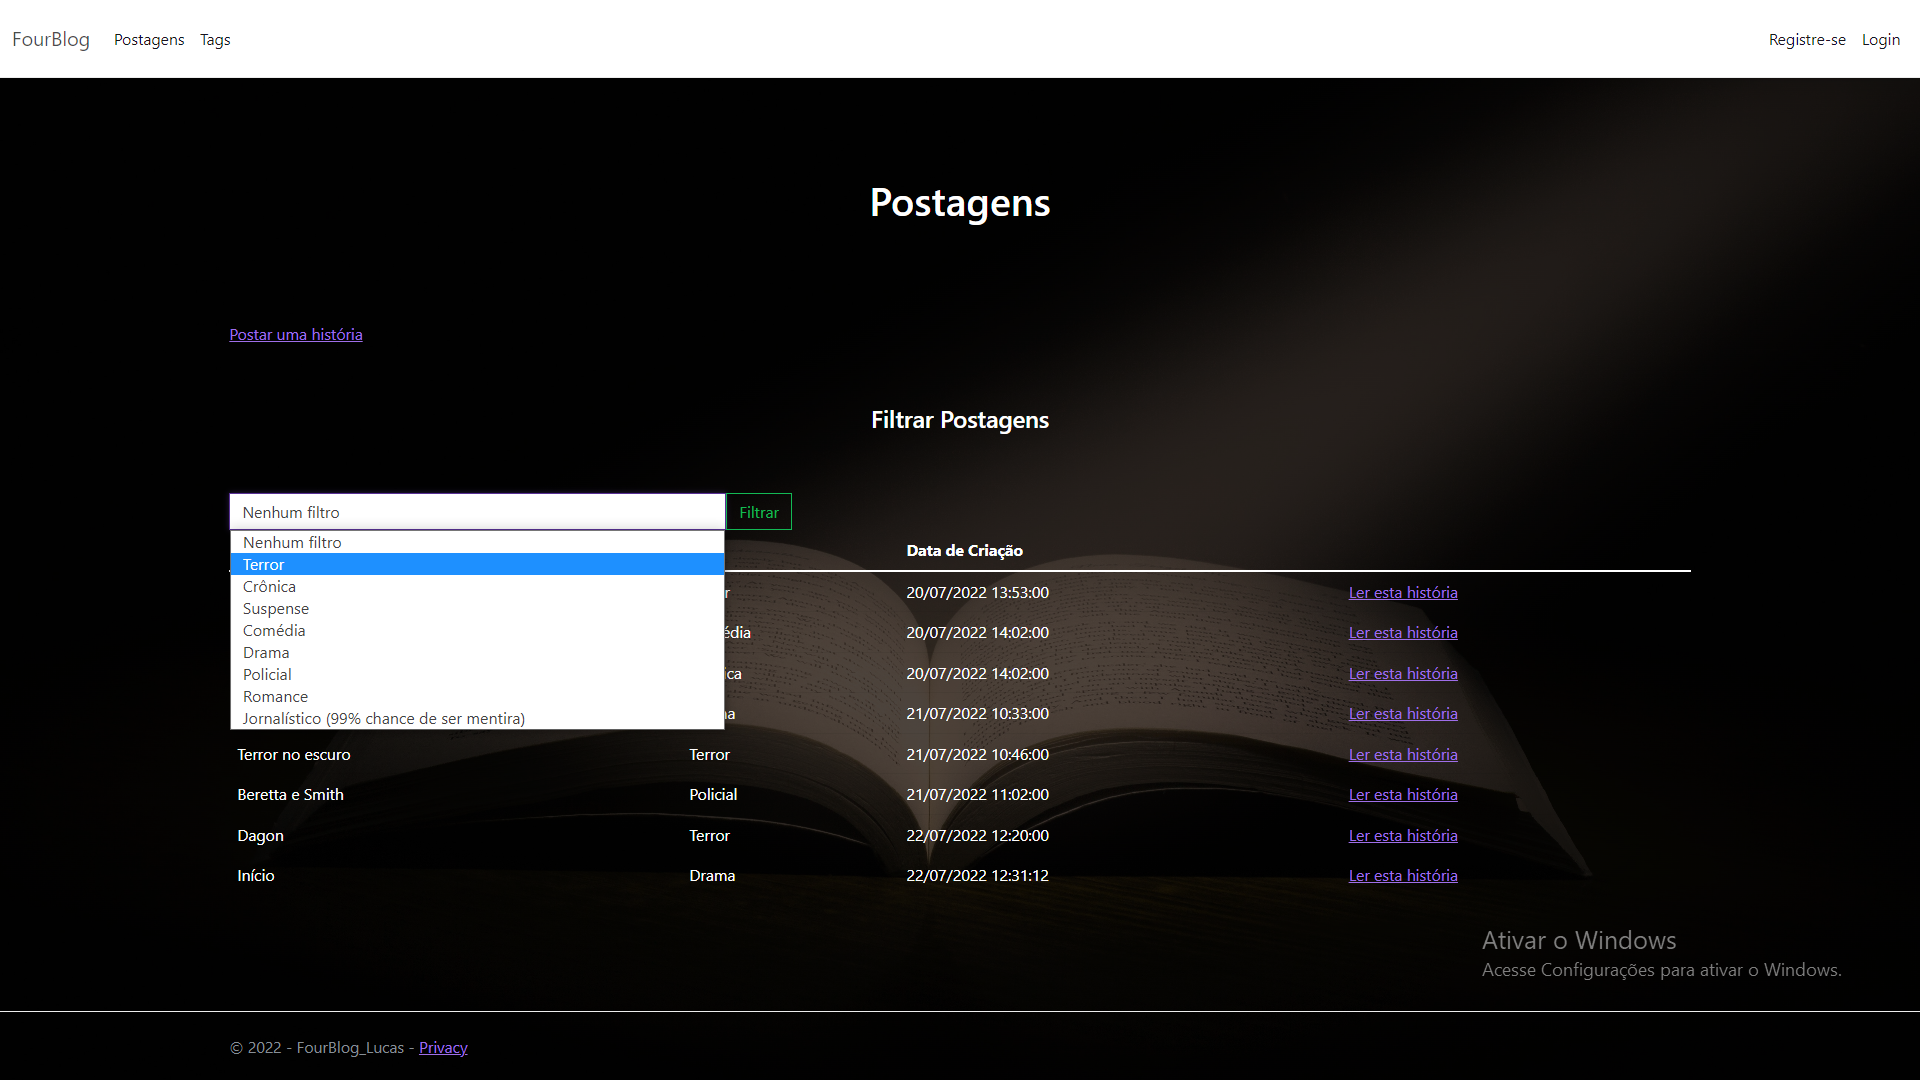 FourBlog Postagens Tags Registre-se Login
Postagens
Postar uma história
Filtrar Postagens
Nenhum filtro Filtrar
Nenhum filtro
Data de Criação
Terror
Crônica
20/07/2022 13:53:00 Ler esta história
Suspense
Comédia
20/07/2022 14:02:00 Ler esta história
Drama
Policial
20/07/2022 14:02:00 Ler esta história
Romance
Jornalístico (99% chance de ser mentira)
21/07/2022 10:33:00 Ler esta história
Terror no escuro Terror 21/07/2022 10:46:00 Ler esta história
Beretta e Smith Policial 21/07/2022 11:02:00 Ler esta história
Dagon Terror 22/07/2022 12:20:00 Ler esta história
Início Drama 22/07/2022 12:31:12 Ler esta história
Ativar o Windows
Acesse Configurações para ativar o Windows.
© 2022 - FourBlog_Lucas - Privacy